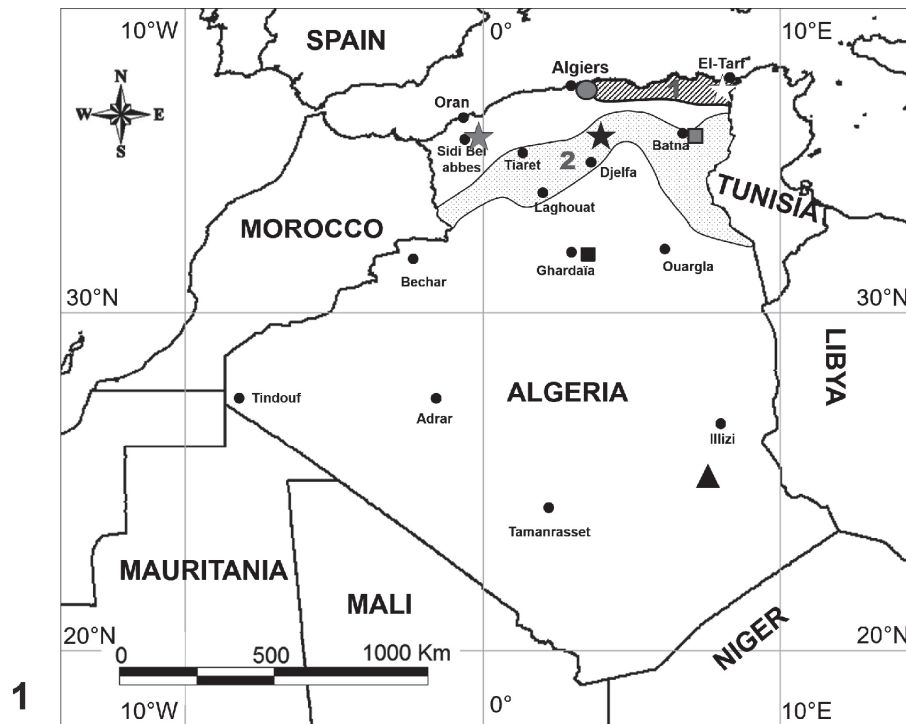 10°W
0°
10°E
SPAIN
Algiers
El-Tarf
1
N
W
E
S
Oran
Sidi Bel
abbes
Tiaret
2
Batna
Djelfa
TUNISIA
Laghouat
MOROCCO
Bechar
Ghardaïa
Ouargla
30°N
30°N
LIBYA
ALGERIA
Tindouf
Adrar
Illizi
Tamanrasset
MAURITANIA
MALI
NIGER
20°N
20°N
0
500
1000 Km
1
10°W
0°
10°E